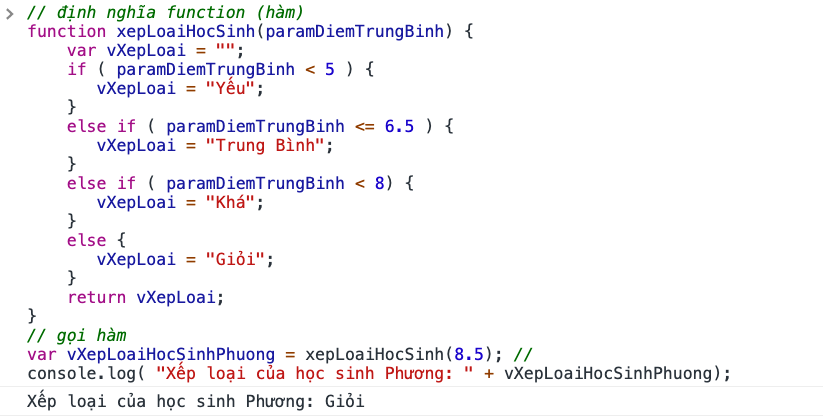 > // định nghĩa function (hàm)
function xepLoaiHocSinh(paramDiemTrungBinh) {
    var vXepLoai = "";
    if ( paramDiemTrungBinh < 5 ) {
       vXepLoai = "Yếu";
    }
    else if ( paramDiemTrungBinh <= 6.5 ) {
       vXepLoai = "Trung Bình";
    }
    else if ( paramDiemTrungBinh < 8) {
       vXepLoai = "Khá";
    }
    else {
       vXepLoai = "Giỏi";
    }
    return vXepLoai;
}
// gọi hàm
var vXepLoaiHocSinhPhuong = xepLoaiHocSinh(8.5); //
console.log( "Xếp loại của học sinh Phương: " + vXepLoaiHocSinhPhuong);
Xếp loại của học sinh Phương: Giỏi